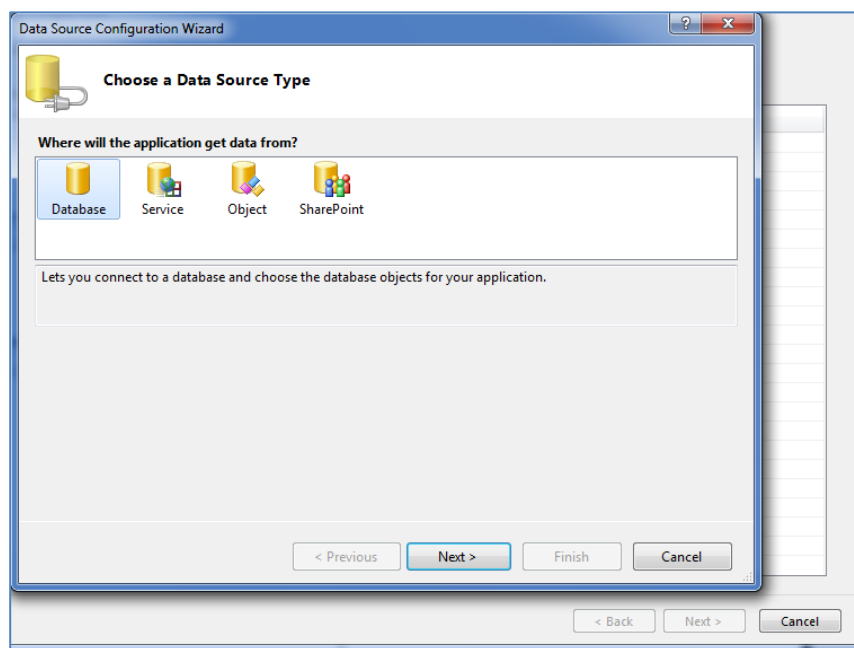 Data Source Configuration Wizard
?
Choose a Data Source Type
Where will the application get data from?
Database Service Object SharePoint
Lets you connect to a database and choose the database objects for your application.
< Previous Next > Finish Cancel
< Back Next > Cancel